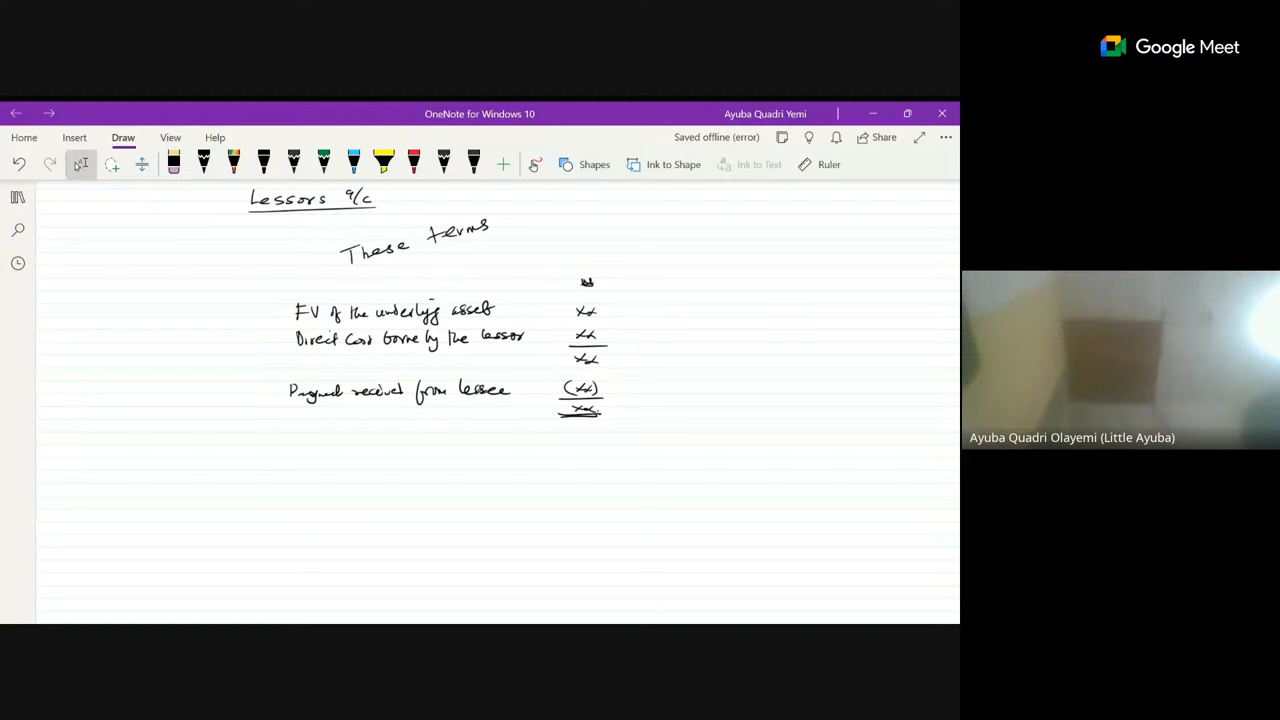 Google Meet
OneNote for Windows 10
Ayuba Quadri Yemi
Home Insert Draw View Help
Saved offline (error)
Share
Shapes
Ink to Shape
Ink to Text
Ruler
Lessors a/c
These terms
FV of the underlying asset xx
Direct Cost borne by the lessor xx
xx
received from lessee (xx)
xx
Ayuba Quadri Olayemi (Little Ayuba)